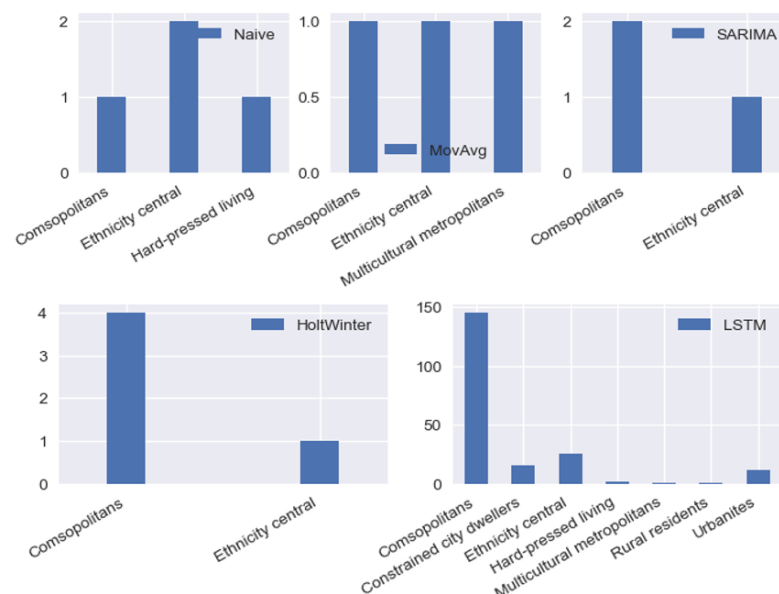 2
1
0
Naive
Comsopolitans
Ethnicity central
Hard-pressed living
1.0
0.5
0.0
MovAvg
Comsopolitans
Ethnicity central
Multicultural metropolitans
2
1
0
SARIMA
Comsopolitans
Ethnicity central
4
3
2
1
0
HoltWinter
Comsopolitans
Ethnicity central
150
100
50
0
LSTM
Comsopolitans
Constrained city dwellers
Ethnicity central
Hard-pressed living
Multicultural metropolitans
Rural residents
Urbanites